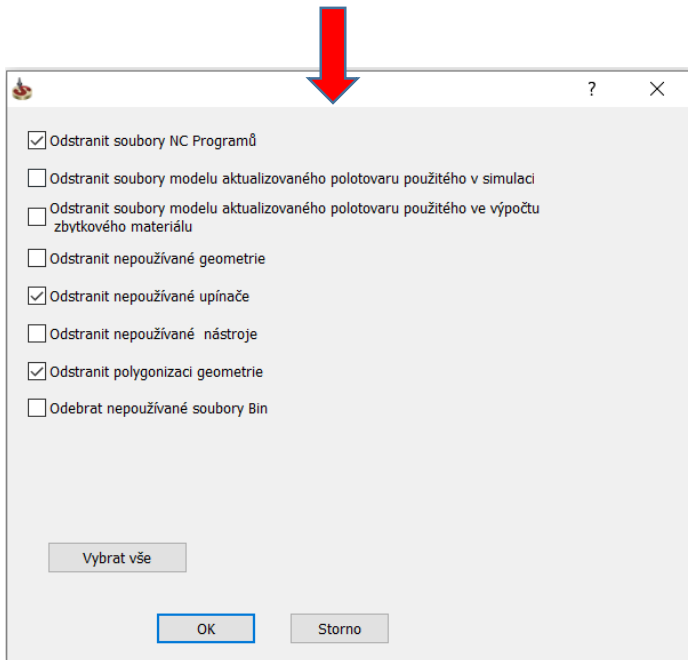 ?
Odstranit soubory NC Programů
Odstranit soubory modelu aktualizovaného polotovaru použitého v simulaci
Odstranit soubory modelu aktualizovaného polotovaru použitého ve výpočtu
zbytkového materiálu
Odstranit nepoužívané geometrie
Odstranit nepoužívané upínače
Odstranit nepoužívané  nástroje
Odstranit polygonizaci geometrie
Odebrat nepoužívané soubory Bin
Vybrat vše
OK
Storno